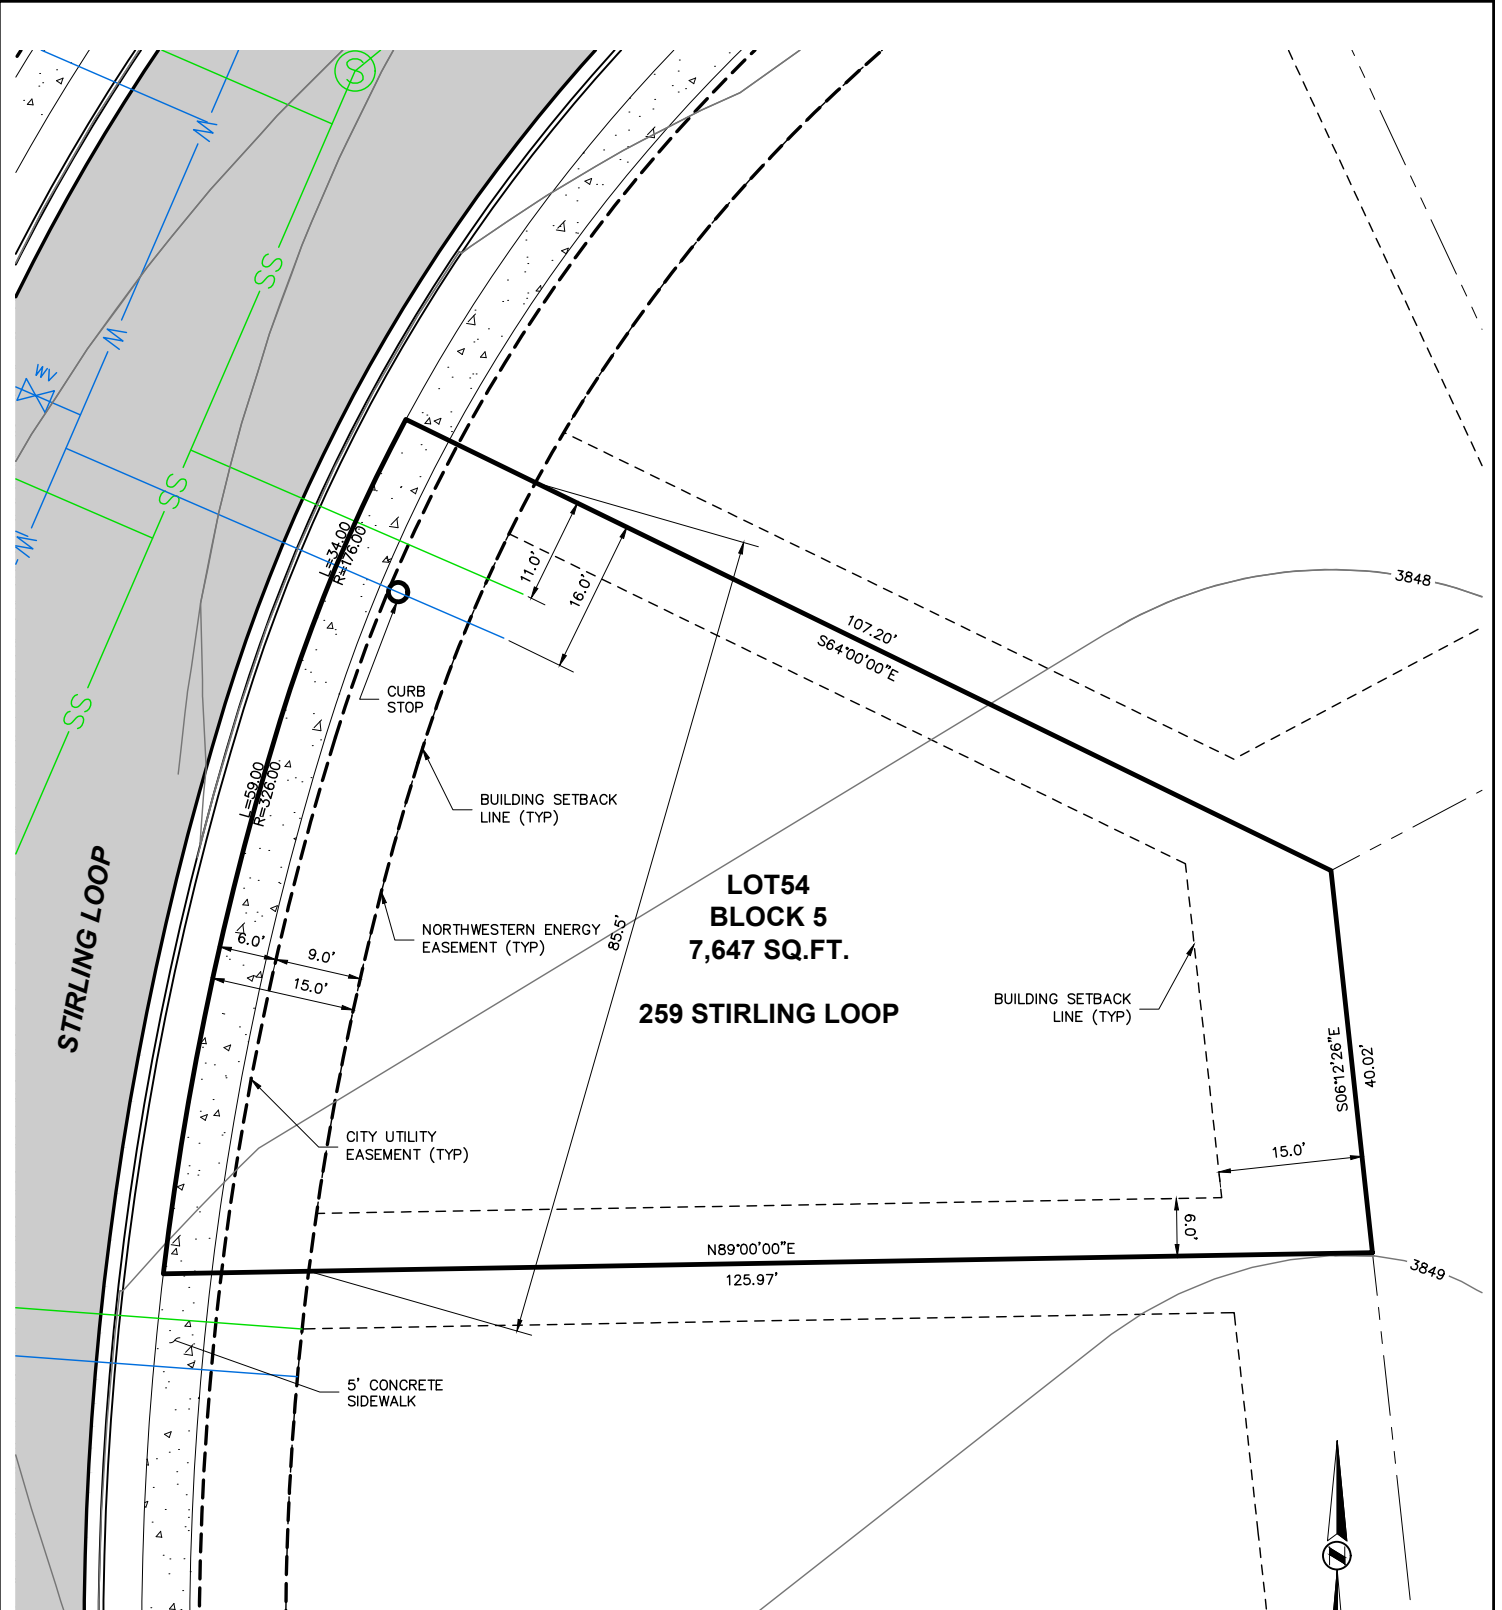 S
W
SS
WV
W
SS
W
L=34.00
R=176.00
11.0'
16.0'
107.20'
S64°00'00"E
3848
CURB
STOP
SS
L=59.00
R=326.00
BUILDING SETBACK
LINE (TYP)
STIRLING LOOP
NORTHWESTERN ENERGY
EASEMENT (TYP)
85.5'
LOT54
BLOCK 5
7,647 SQ.FT.
259 STIRLING LOOP
BUILDING SETBACK
LINE (TYP)
6.0'
9.0'
15.0'
S06°12'26"E
40.02'
CITY UTILITY
EASEMENT (TYP)
15.0'
6.0'
N89°00'00"E
125.97'
3849
5' CONCRETE
SIDEWALK